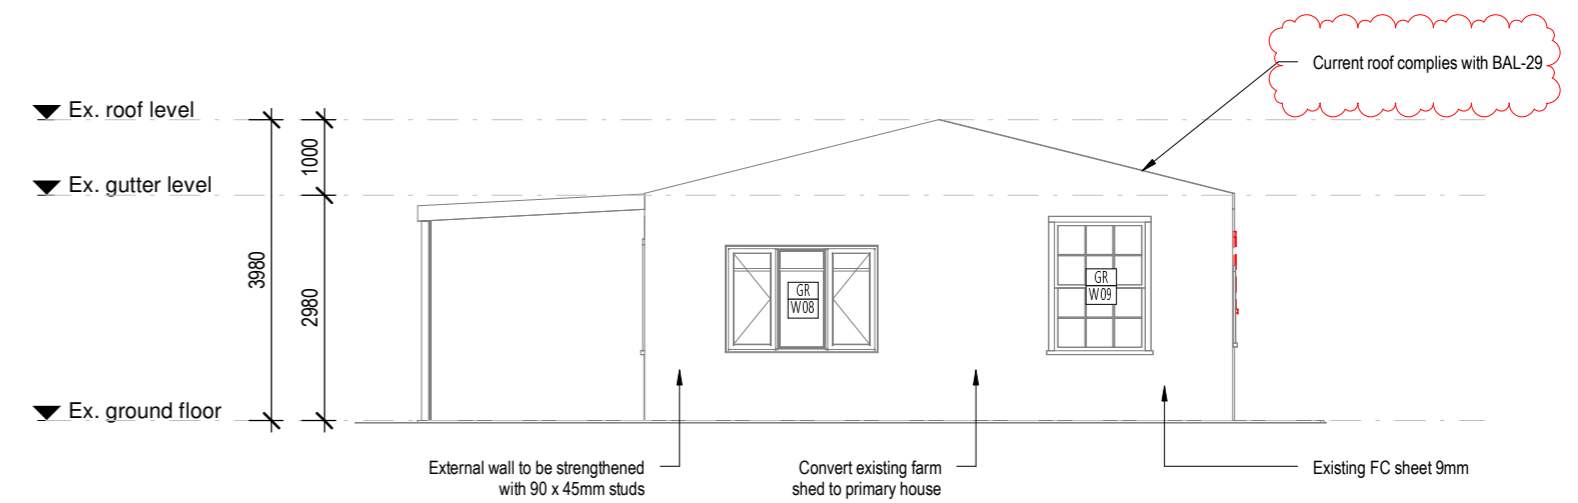 Current roof complies with BAL-29
Ex. roof level
1000
Ex. gutter level
3980
2980
GR
W08
GR
W09
Ex. ground floor
External wall to be strengthened
with 90 x 45mm studs
Convert existing farm
shed to primary house
Existing FC sheet 9mm